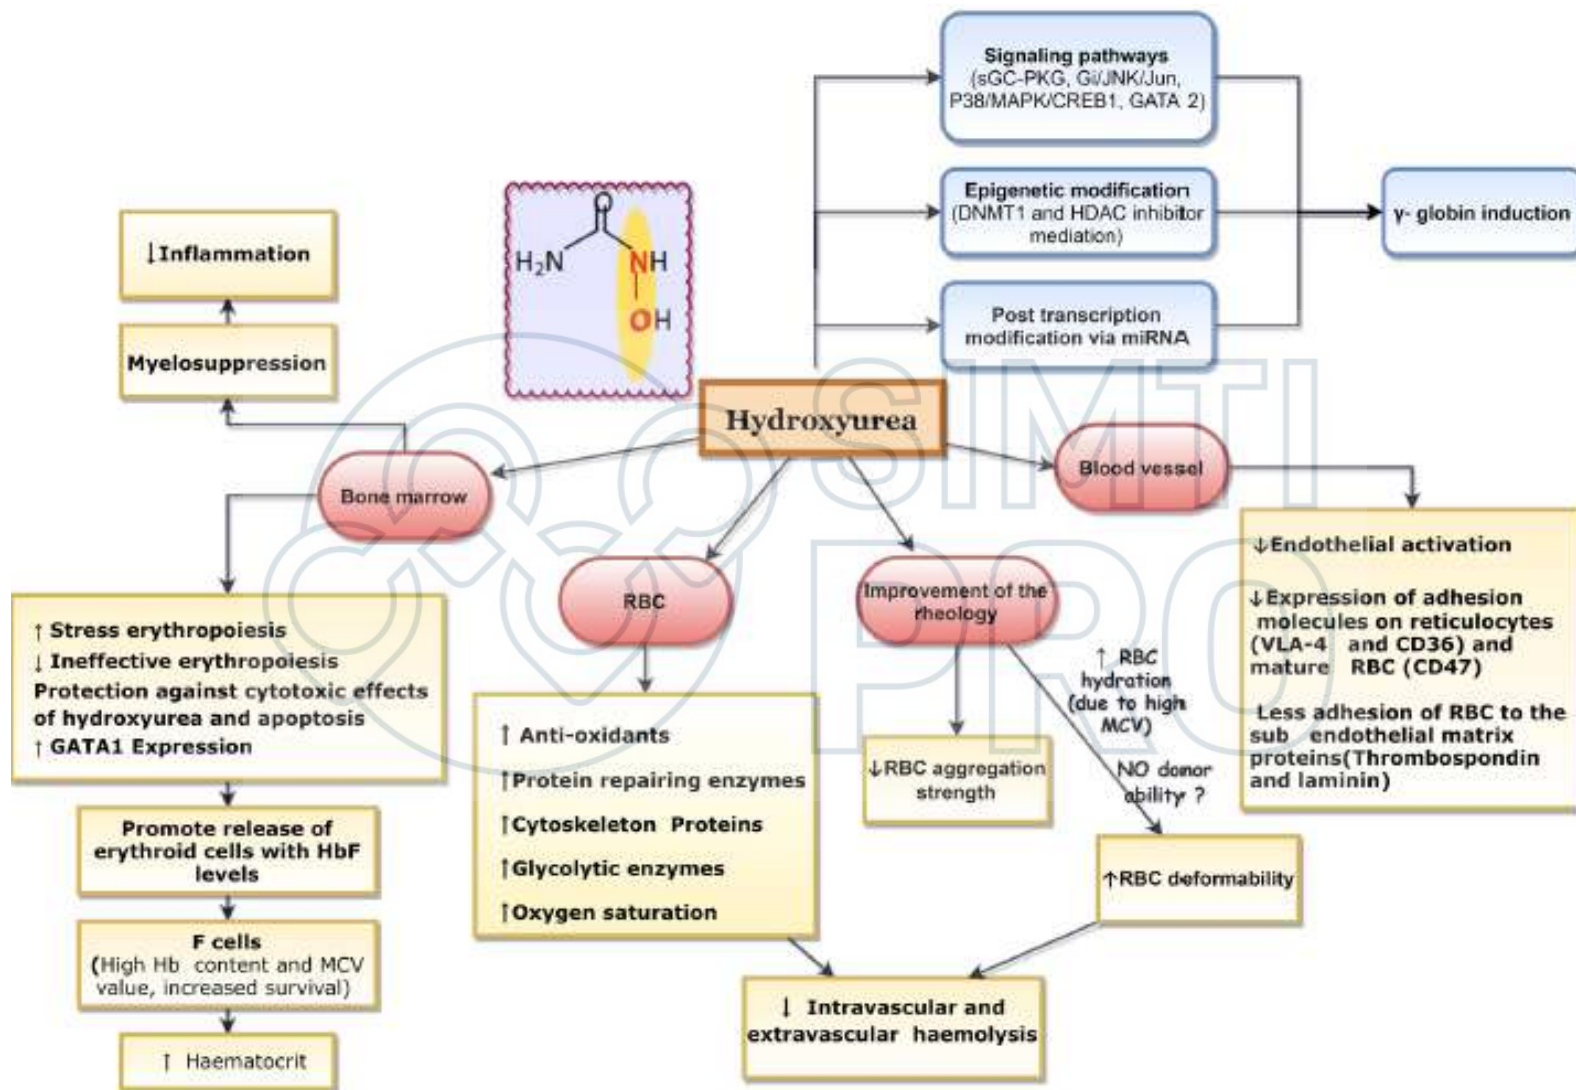 Signaling pathways
(sGC-PKG, Gi/JNK/Jun,
P38/MAPK/CREB1, GATA 2)
Epigenetic modification
(DNMT1 and HDAC inhibitor
mediation)
γ- globin induction
Post transcription
modification via miRNA
O
H₂N
NH
OH
↓Inflammation
Myelosuppression
Hydroxyurea
Bone marrow
Blood vessel
RBC
Improvement of the
rheology
↑ Stress erythropoiesis
↓ Ineffective erythropoiesis
Protection against cytotoxic effects
of hydroxyurea and apoptosis
↑ GATA1 Expression
Promote release of
erythroid cells with HbF
levels
F cells
(High Hb content and MCV
value, increased survival)
↑ Haematocrit
↑ Anti-oxidants
↑Protein repairing enzymes
↑Cytoskeleton Proteins
↑Glycolytic enzymes
↑Oxygen saturation
↓RBC aggregation
strength
↑ RBC
hydration
(due to high
MCV)
NO donor
ability ?
↑RBC deformability
↓ Intravascular and
extravascular haemolysis
↓Endothelial activation
↓Expression of adhesion
molecules on reticulocytes
(VLA-4 and CD36) and
mature RBC (CD47)
Less adhesion of RBC to the
sub endothelial matrix
proteins(Thrombospondin
and laminin)
SIMTI
PRO